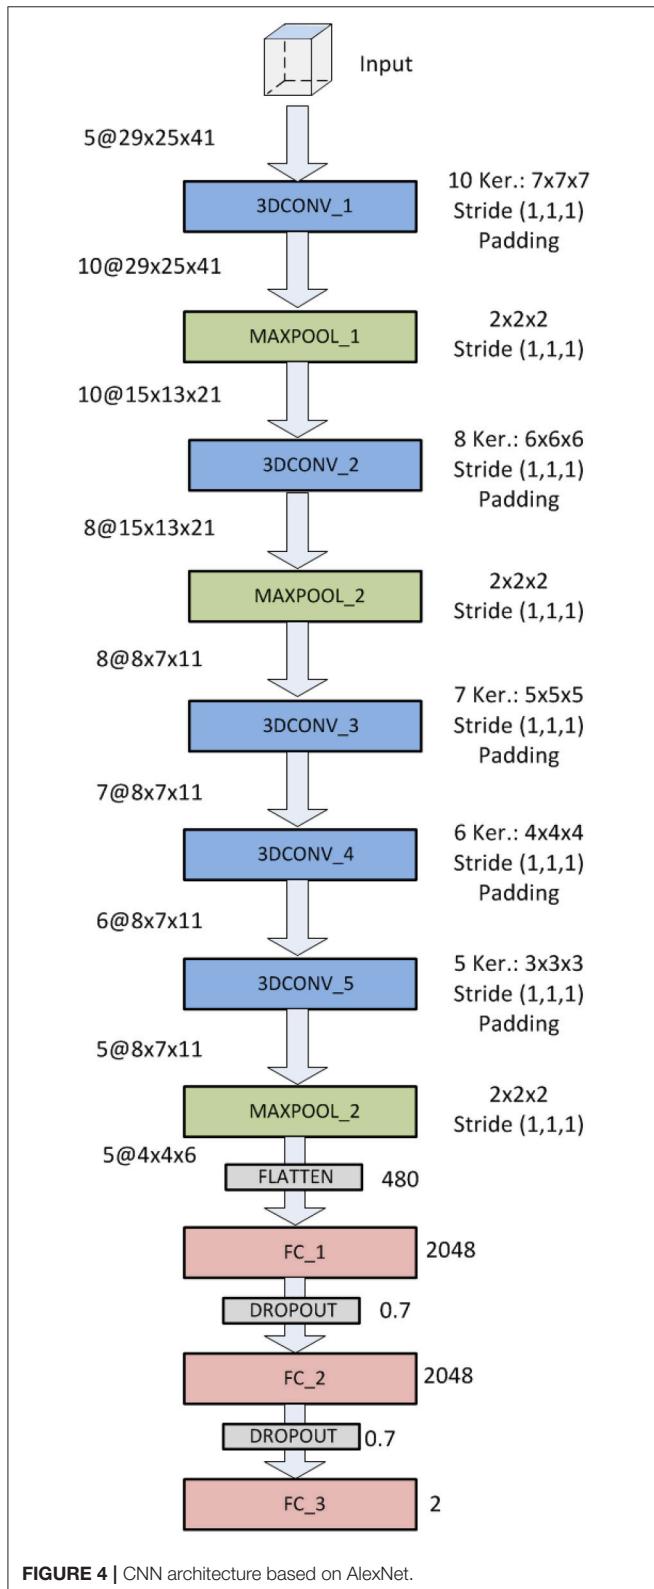 Input
5@29x25x41
3DCONV_1
10 Ker.: 7x7x7
Stride (1,1,1)
Padding
10@29x25x41
MAXPOOL_1
2x2x2
Stride (1,1,1)
10@15x13x21
3DCONV_2
8 Ker.: 6x6x6
Stride (1,1,1)
Padding
8@15x13x21
MAXPOOL_2
2x2x2
Stride (1,1,1)
8@8x7x11
3DCONV_3
7 Ker.: 5x5x5
Stride (1,1,1)
Padding
7@8x7x11
3DCONV_4
6 Ker.: 4x4x4
Stride (1,1,1)
Padding
6@8x7x11
3DCONV_5
5 Ker.: 3x3x3
Stride (1,1,1)
Padding
5@8x7x11
MAXPOOL_2
2x2x2
Stride (1,1,1)
5@4x4x6
FLATTEN
480
FC_1
2048
DROPOUT
0.7
FC_2
2048
DROPOUT
0.7
FC_3
2
FIGURE 4 | CNN architecture based on AlexNet.